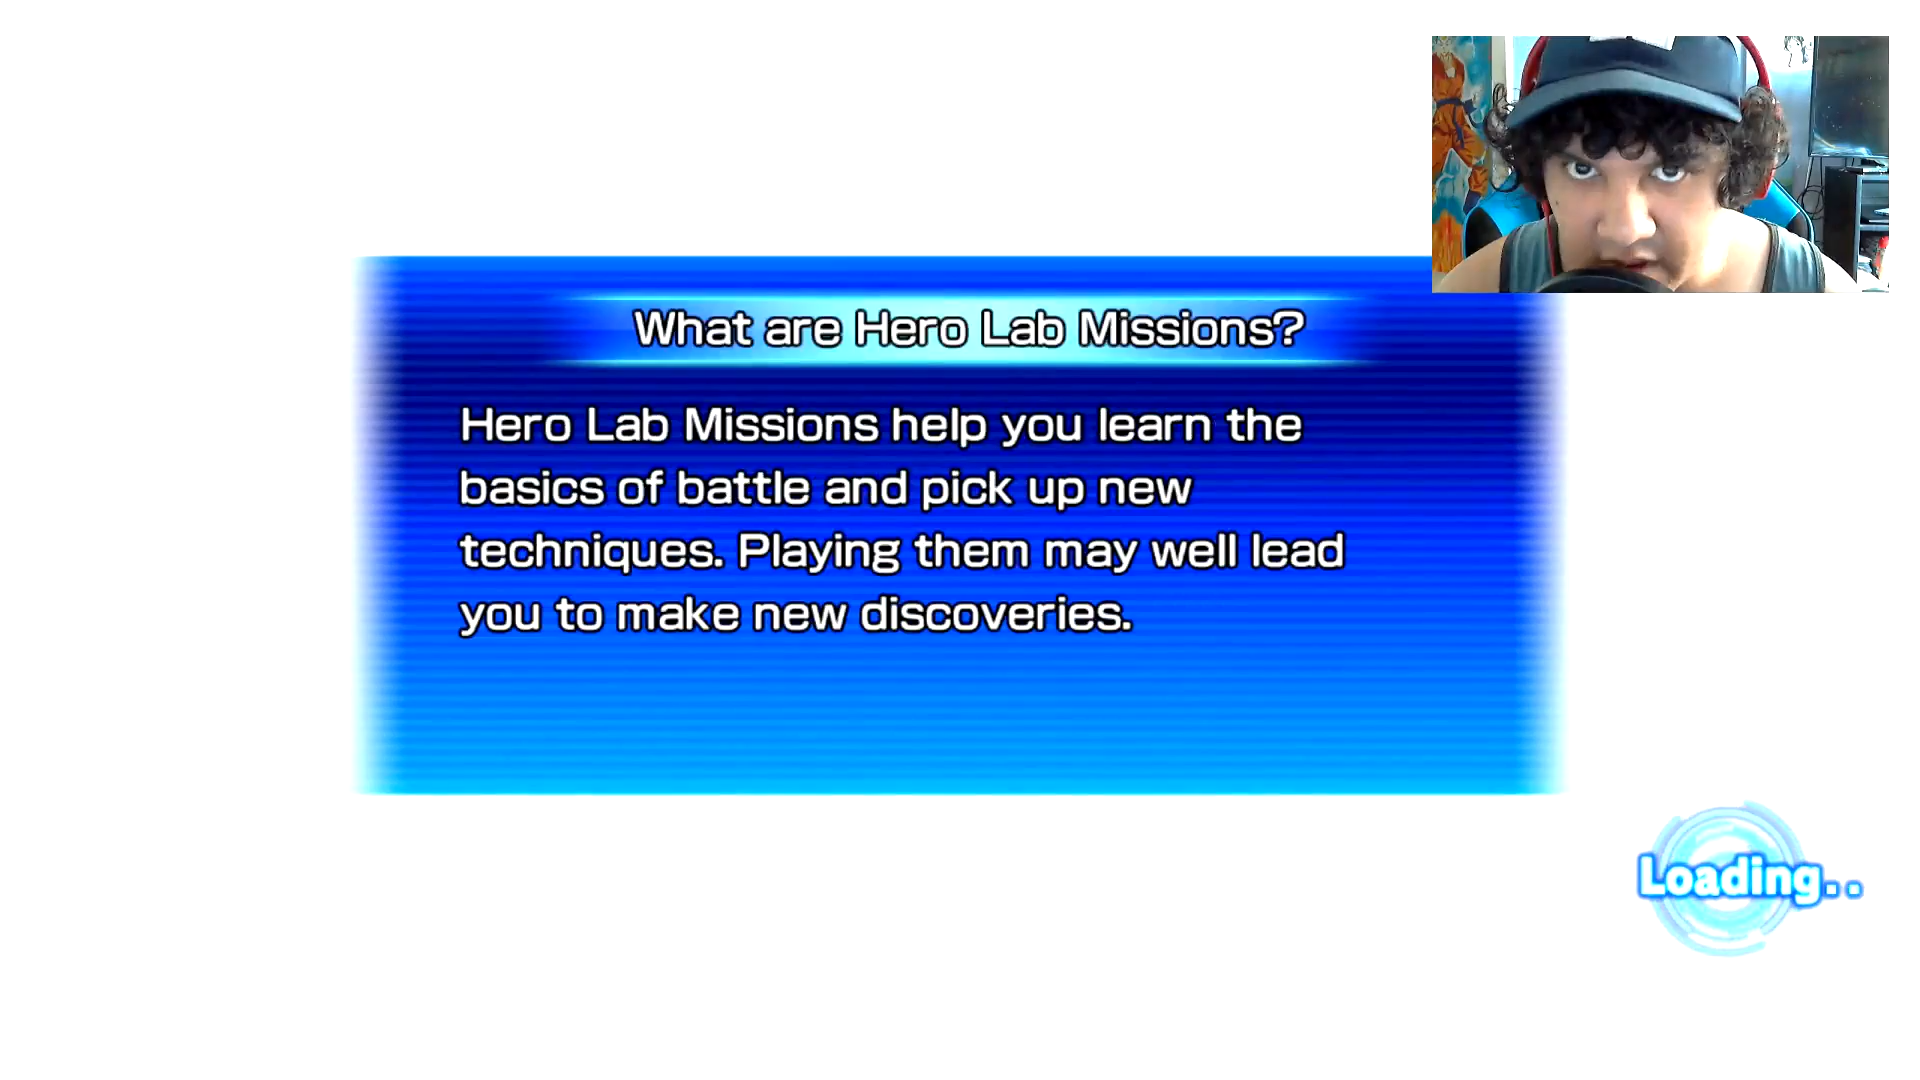 What are Hero Lab Missions?
Hero Lab Missions help you learn the
basics of battle and pick up new
techniques. Playing them may well lead
you to make new discoveries.
Loading..